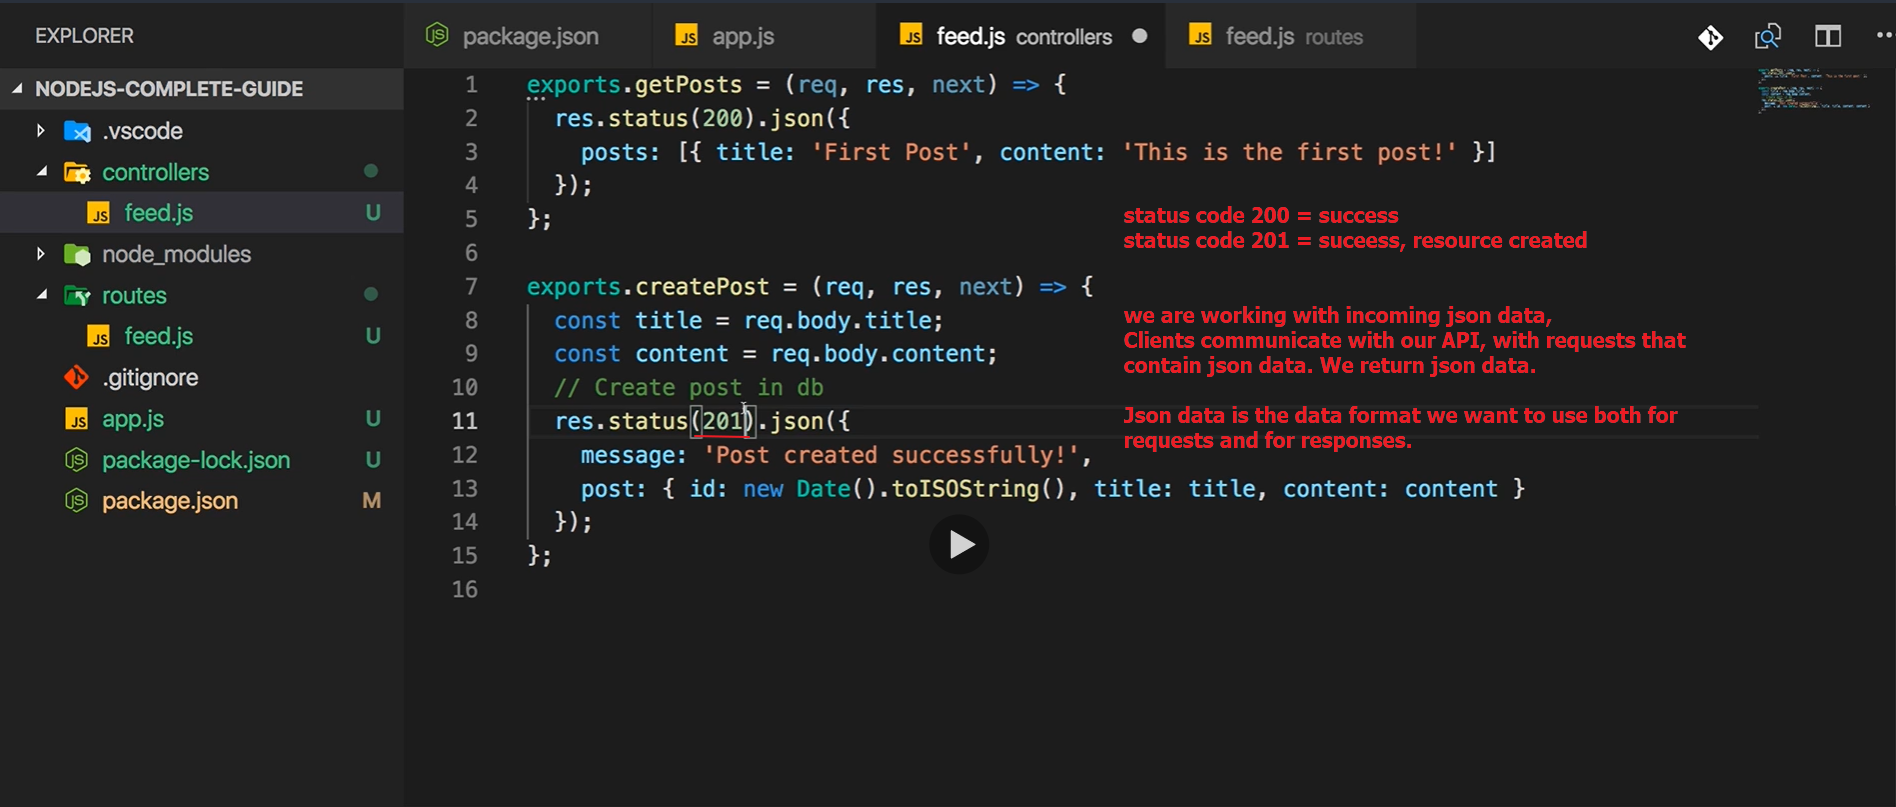 EXPLORER
package.json
app.js
feed.js controllers
feed.js routes
NODEJS-COMPLETE-GUIDE
.vscode
controllers
feed.js U
node_modules
routes
feed.js U
.gitignore
app.js U
package-lock.json U
package.json M
1 exports.getPosts = (req, res, next) => {
2 res.status(200).json({
3 posts: [{ title: 'First Post', content: 'This is the first post!' }]
4 });
5 };
6
7 exports.createPost = (req, res, next) => {
8 const title = req.body.title;
9 const content = req.body.content;
10 // Create post in db
11 res.status(201).json({
12 message: 'Post created successfully!',
13 post: { id: new Date().toISOString(), title: title, content: content }
14 });
15 };
16
status code 200 = success
status code 201 = suceess, resource created
we are working with incoming json data,
Clients communicate with our API, with requests that
contain json data. We return json data.
Json data is the data format we want to use both for
requests and for responses.